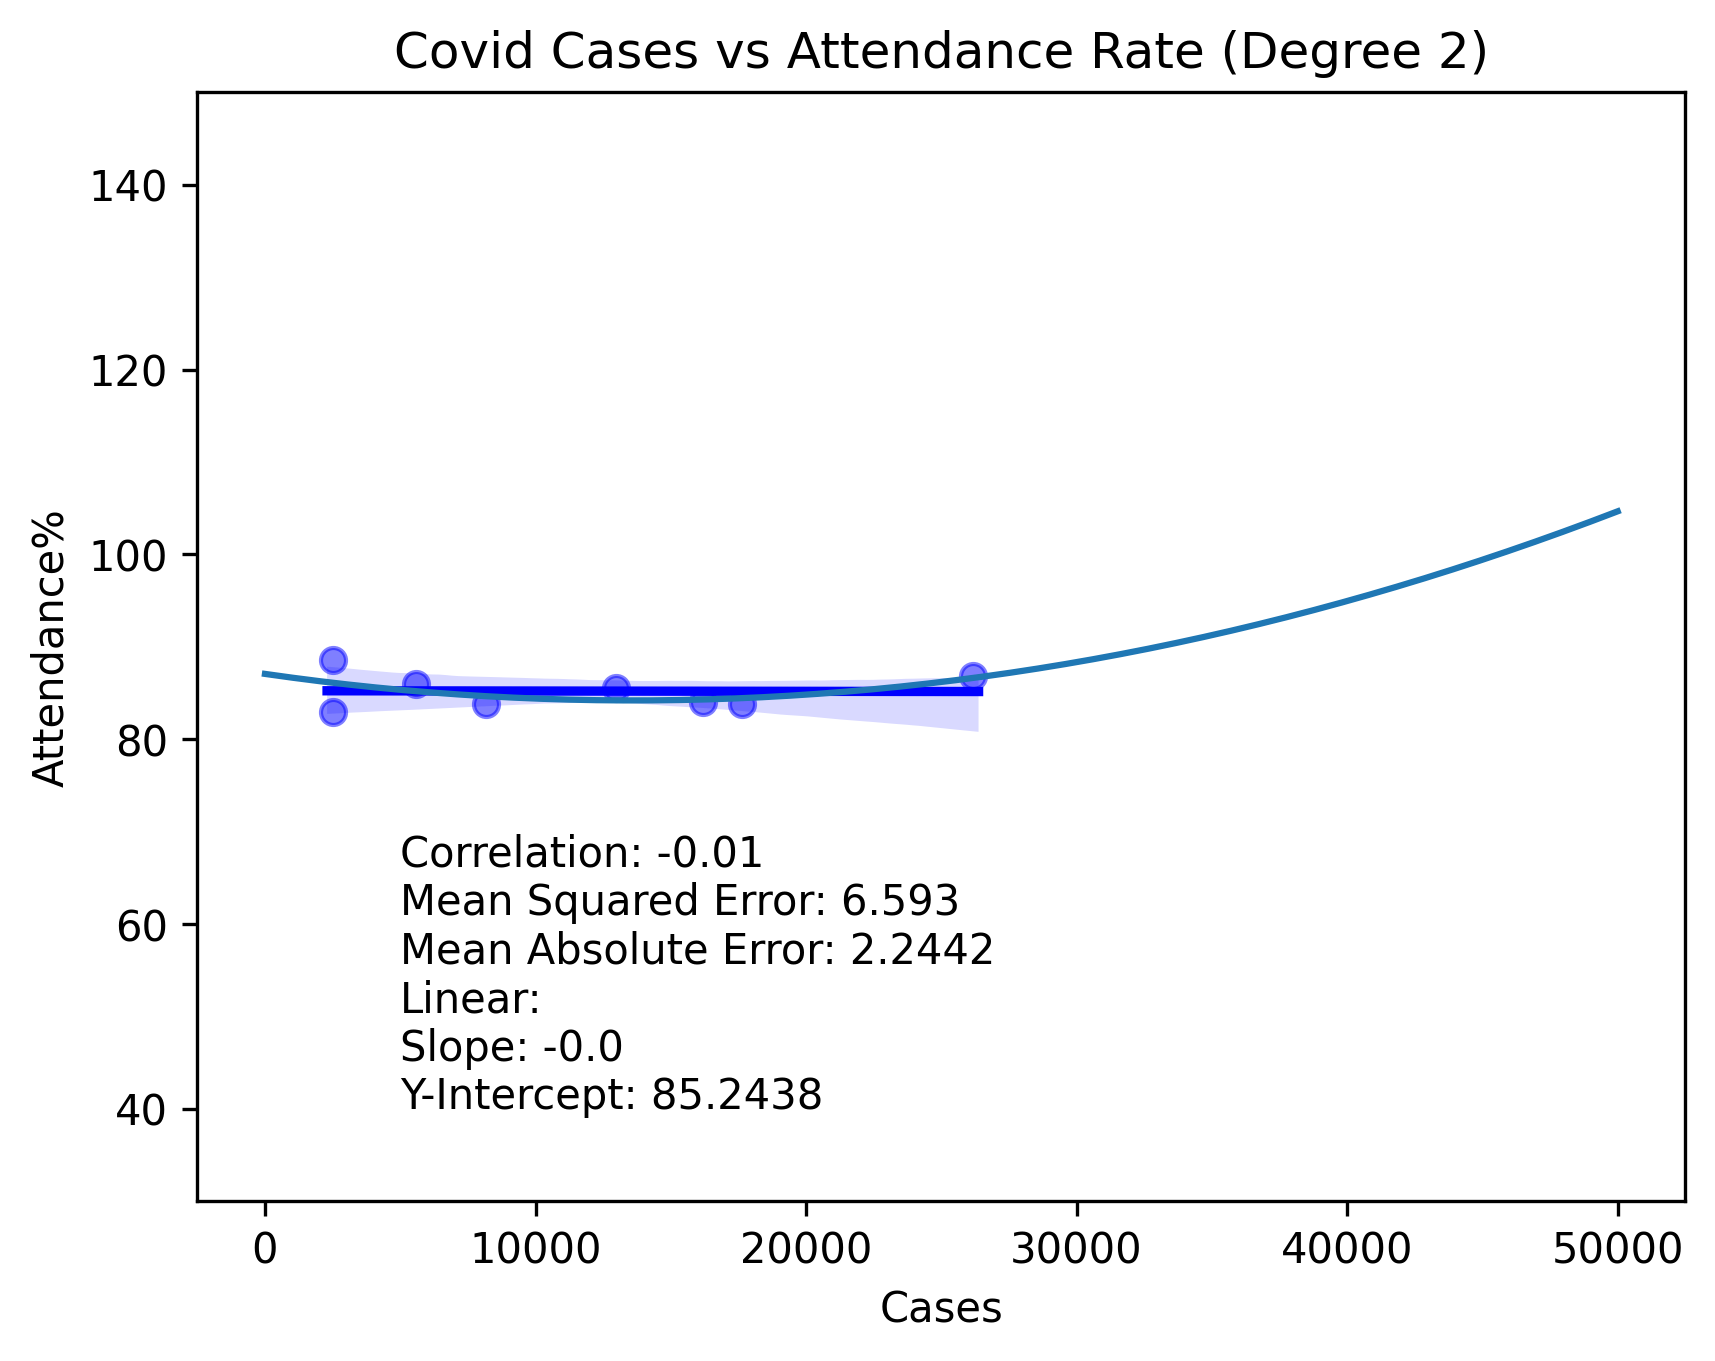 Covid Cases vs Attendance Rate (Degree 2)
140
120
100
80
60
40
Attendance%
Correlation: -0.01
Mean Squared Error: 6.593
Mean Absolute Error: 2.2442
Linear:
Slope: -0.0
Y-Intercept: 85.2438
0 10000 20000 30000 40000 50000
Cases